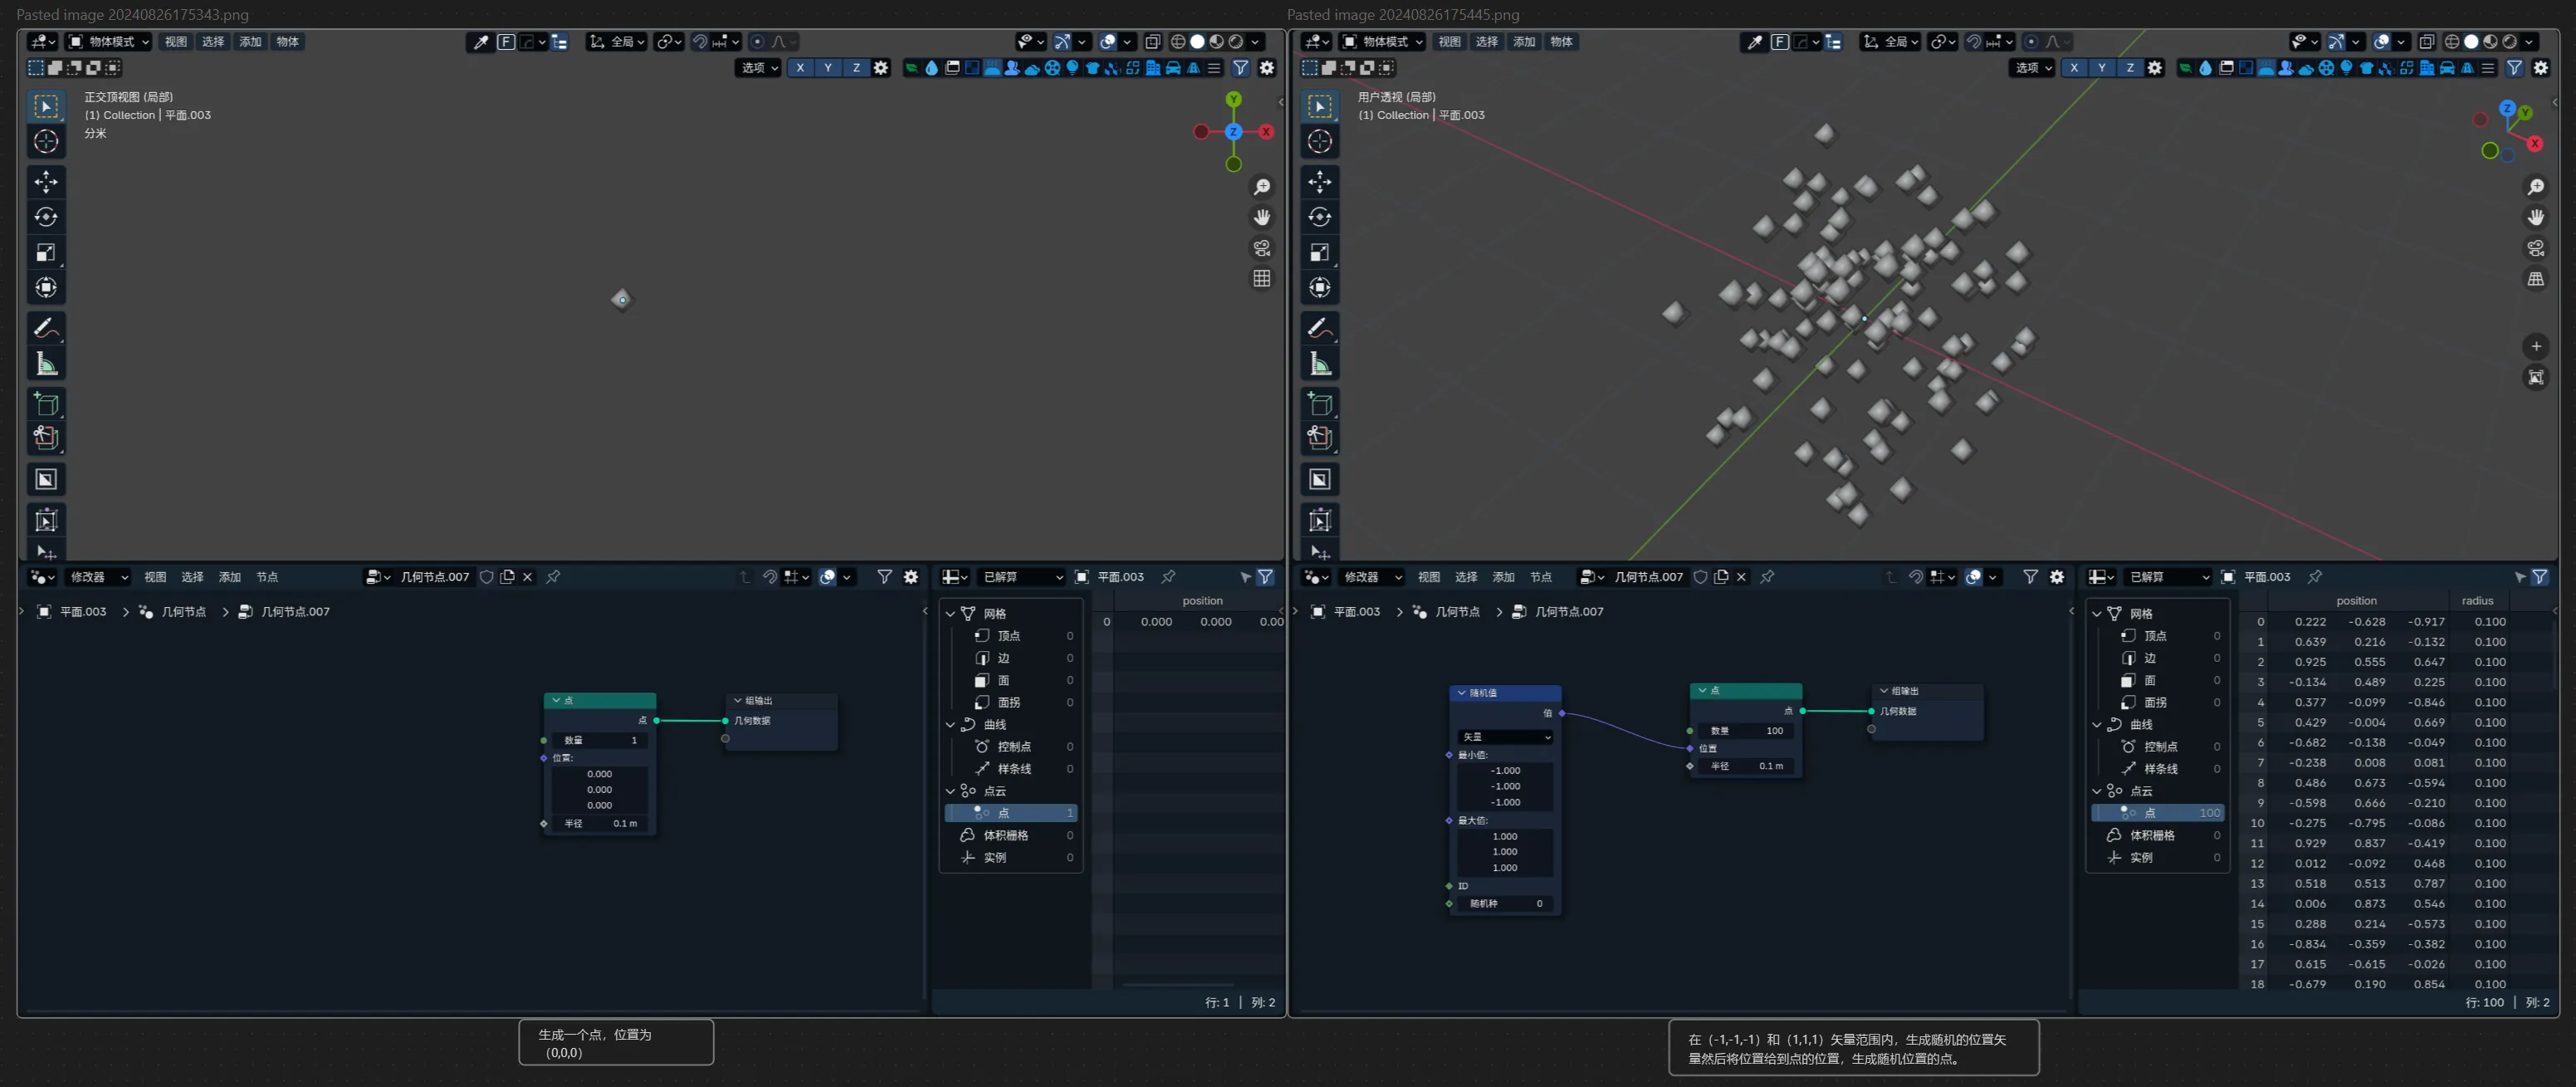 Pasted image 20240826175343.png
物体模式 视图 选择 添加 物体
F
全局
选项 X Y Z
正交顶视图 (局部)
(1) Collection | 平面.003
分米
Y
Z
X
修改器 视图 选择 添加 节点
几何节点.007
平面.003 > 几何节点 > 几何节点.007
点
点
数量 1
位置:
0.000
0.000
0.000
半径 0.1 m
组输出
几何数据
已解算 平面.003
网格
顶点 0
边 0
面 0
面拐 0
曲线
控制点 0
样条线 0
点云
点 1
体积栅格 0
实例 0
position
0 0.000 0.000 0.00
行: 1 | 列: 2
生成一个点，位置为
（0,0,0）
Pasted image 20240826175445.png
物体模式 视图 选择 添加 物体
F
全局
选项 X Y Z
用户透视 (局部)
(1) Collection | 平面.003
Z
Y
X
修改器 视图 选择 添加 节点
几何节点.007
平面.003 > 几何节点 > 几何节点.007
随机值
值
矢量
最小值:
-1.000
-1.000
-1.000
最大值:
1.000
1.000
1.000
ID
随机种 0
点
点
数量 100
位置
半径 0.1 m
组输出
几何数据
已解算 平面.003
网格
顶点 0
边 0
面 0
面拐 0
曲线
控制点 0
样条线 0
点云
点 100
体积栅格 0
实例 0
position radius
0 0.222 -0.628 -0.917 0.100
1 0.639 0.216 -0.132 0.100
2 0.925 0.555 0.647 0.100
3 -0.134 0.489 0.225 0.100
4 0.377 -0.099 -0.846 0.100
5 0.429 -0.004 0.669 0.100
6 -0.682 -0.138 -0.049 0.100
7 -0.238 0.008 0.081 0.100
8 0.486 0.673 -0.594 0.100
9 -0.598 0.666 -0.210 0.100
10 -0.275 -0.795 -0.086 0.100
11 0.929 0.837 -0.419 0.100
12 0.012 -0.092 0.468 0.100
13 0.518 0.513 0.787 0.100
14 0.006 0.873 0.546 0.100
15 0.288 0.214 -0.573 0.100
16 -0.834 -0.359 -0.382 0.100
17 0.615 -0.615 -0.026 0.100
18 -0.679 0.190 0.854 0.100
行: 100 | 列: 2
在（-1,-1,-1）和（1,1,1）矢量范围内，生成随机的位置矢
量然后将位置给到点的位置，生成随机位置的点。